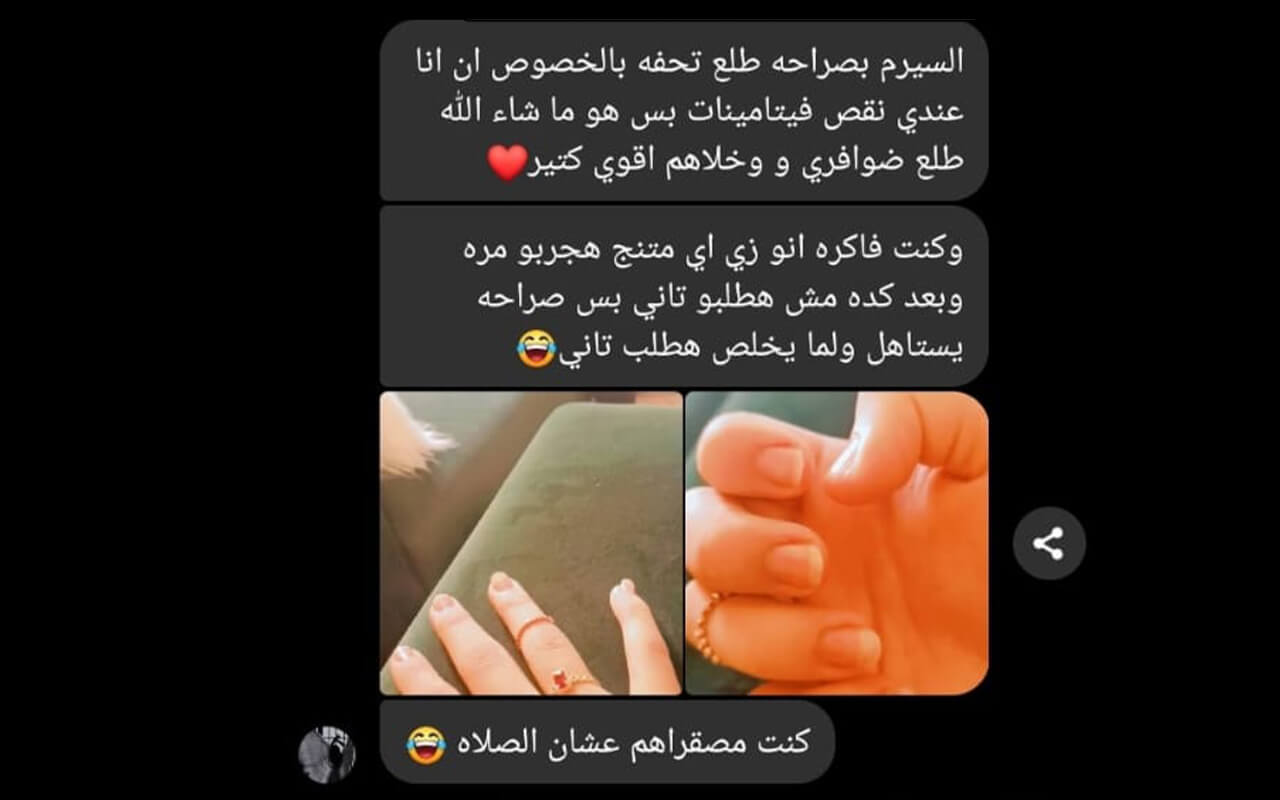 السيرم بصراحه طلع تحفه بالخصوص ان انا
عندي نقص فيتامينات بس هو ما شاء الله
طلع ضوافري و وخلاهم اقوي كتير❤️
وكنت فاكره انو زي اي متنج هجربو مره
وبعد كده مش هطلبو تاني بس صراحه
يستاهل ولما يخلص هطلب تاني😂
كنت مصقراهم عشان الصلاه 😂